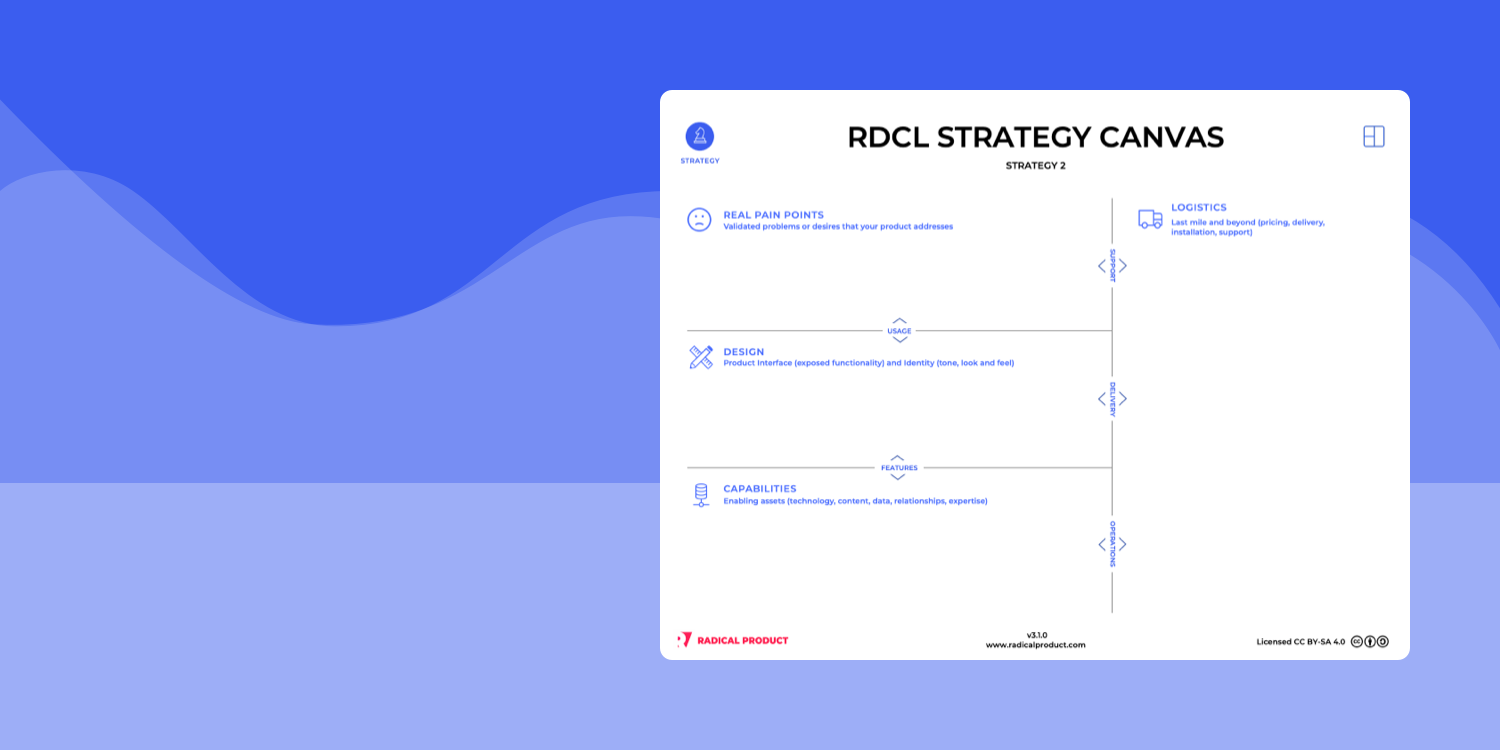 STRATEGY
RDCL STRATEGY CANVAS
STRATEGY 2
REAL PAIN POINTS
Validated problems or desires that your product addresses
LOGISTICS
Last mile and beyond (pricing, delivery,
installation, support)
SUPPORT
USAGE
DESIGN
Product Interface (exposed functionality) and Identity (tone, look and feel)
DELIVERY
FEATURES
CAPABILITIES
Enabling assets (technology, content, data, relationships, expertise)
OPERATIONS
RADICAL PRODUCT
v3.1.0
www.radicalproduct.com
Licensed CC BY-SA 4.0